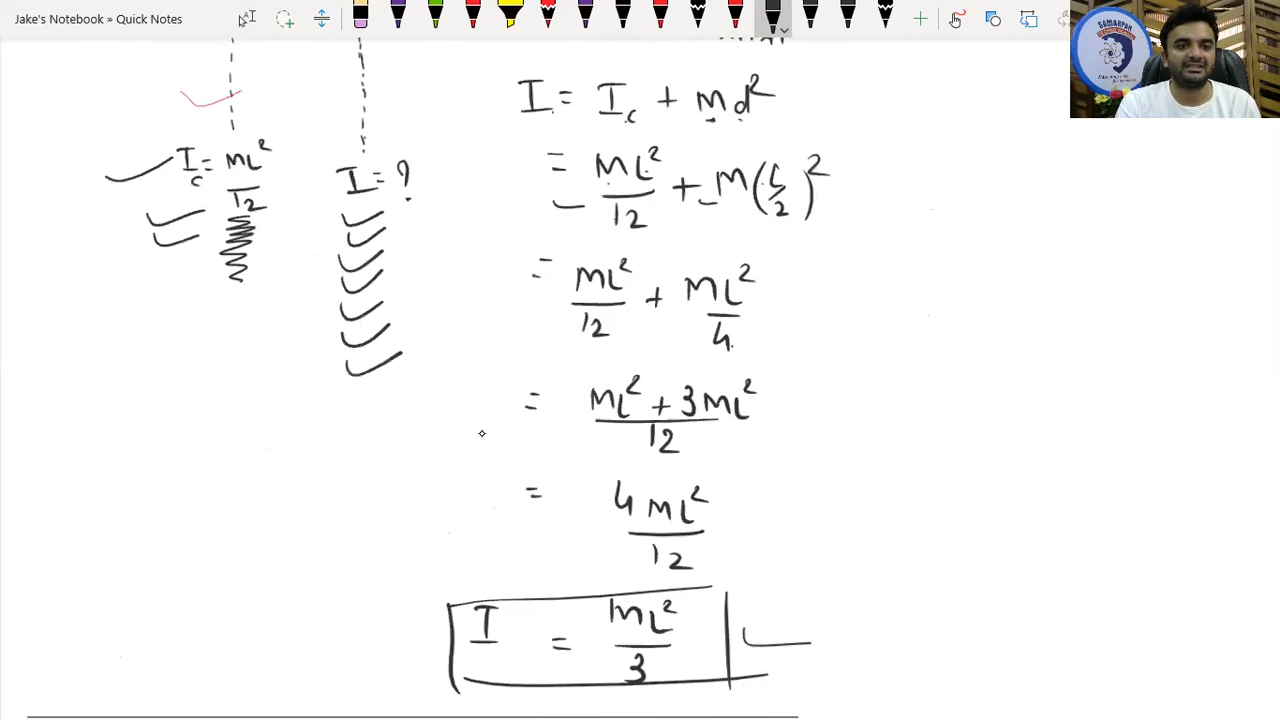 Jake's Notebook » Quick Notes
SAMARPAN
I = I_c + md²
I_c = ML²/12
I = ?
= ML²/12 + M(L/2)²
= ML²/12 + ML²/4
= ML² + 3ML²/12
= 4ML²/12
I = ML²/3